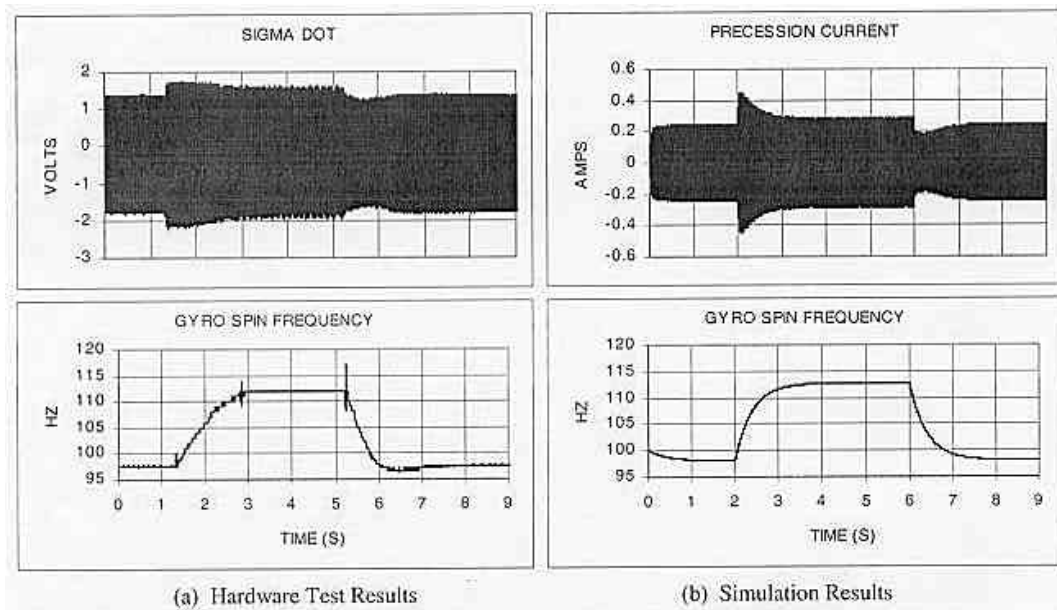 SIGMA DOT
2
1
0
-1
-2
-3
VOLTS
GYRO SPIN FREQUENCY
120
115
110
105
100
95
HZ
0 1 2 3 4 5 6 7 8 9
TIME (S)
(a) Hardware Test Results
PRECESSION CURRENT
0.6
0.4
0.2
0
-0.2
-0.4
-0.6
AMPS
GYRO SPIN FREQUENCY
120
115
110
105
100
95
HZ
0 1 2 3 4 5 6 7 8 9
TIME (S)
(b) Simulation Results